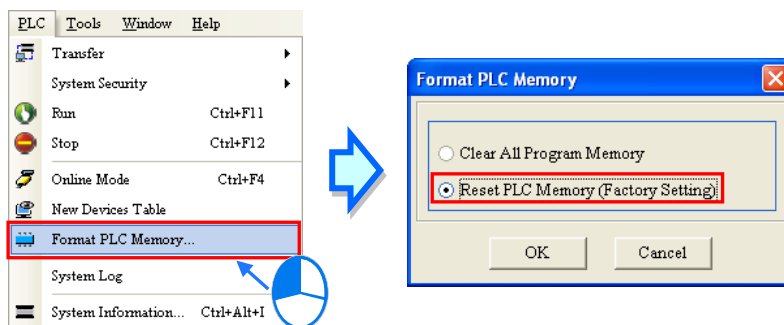 PLC Tools Window Help
Transfer
System Security
Run Ctrl+F11
Stop Ctrl+F12
Online Mode Ctrl+F4
New Devices Table
Format PLC Memory...
System Log
System Information... Ctrl+Alt+I
Format PLC Memory
Clear All Program Memory
Reset PLC Memory (Factory Setting)
OK Cancel